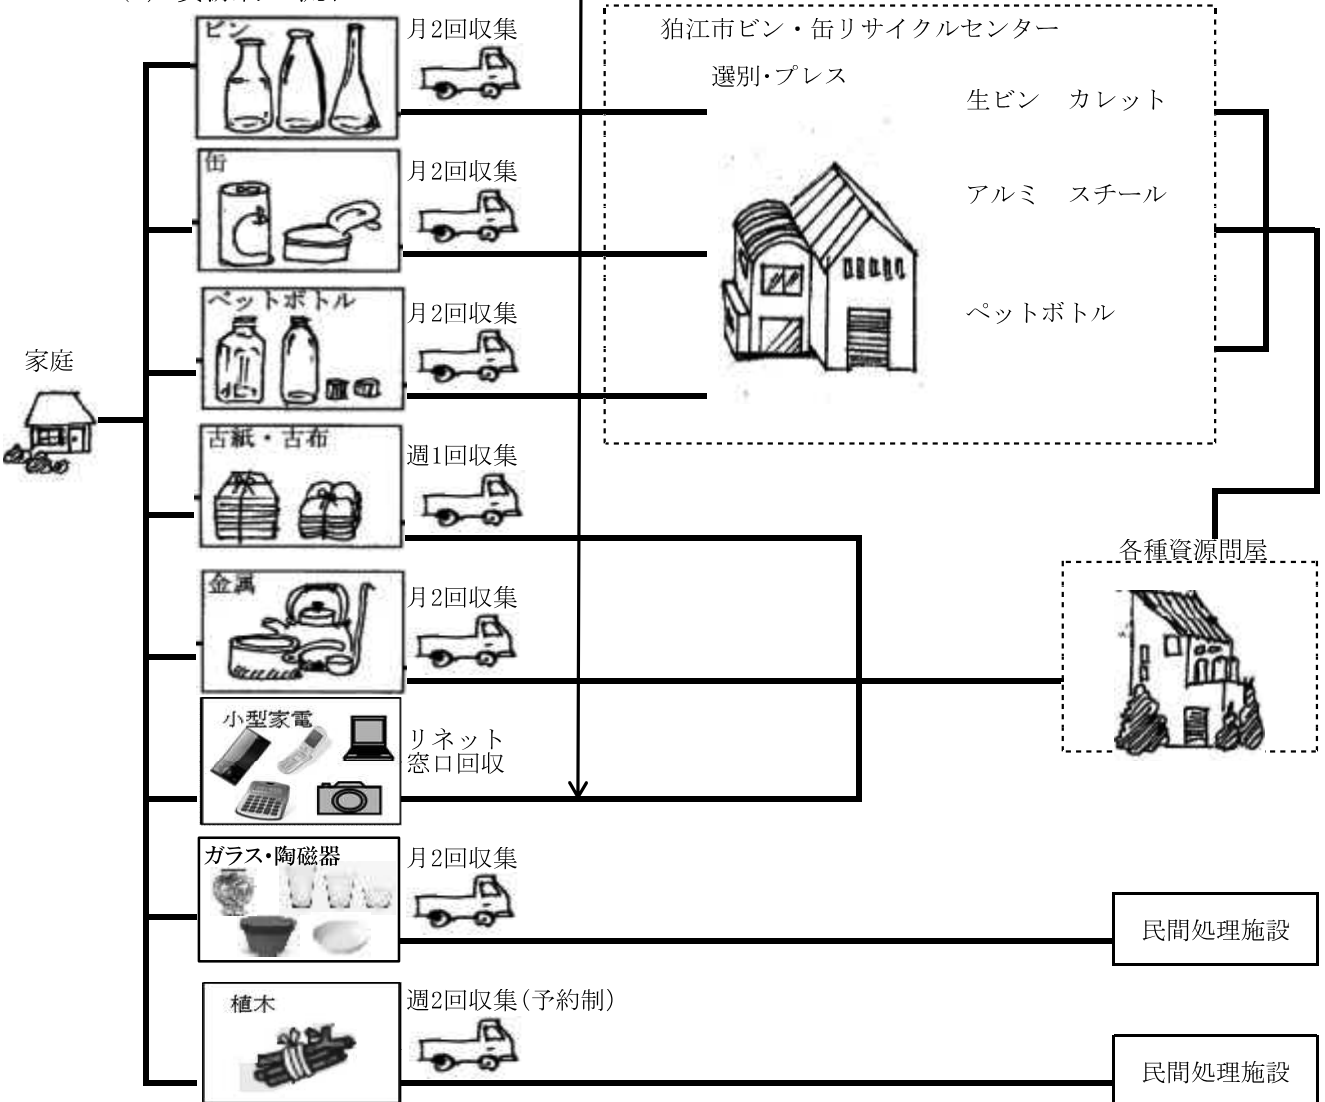 ビン
月2回収集
狛江市ビン・缶リサイクルセンター
選別・プレス
生ビン カレット
缶
月2回収集
アルミ スチール
ペットボトル
月2回収集
ペットボトル
家庭
古紙・古布
週1回収集
各種資源問屋
金属
月2回収集
小型家電
リネット
窓口回収
ガラス・陶磁器
月2回収集
民間処理施設
植木
週2回収集(予約制)
民間処理施設